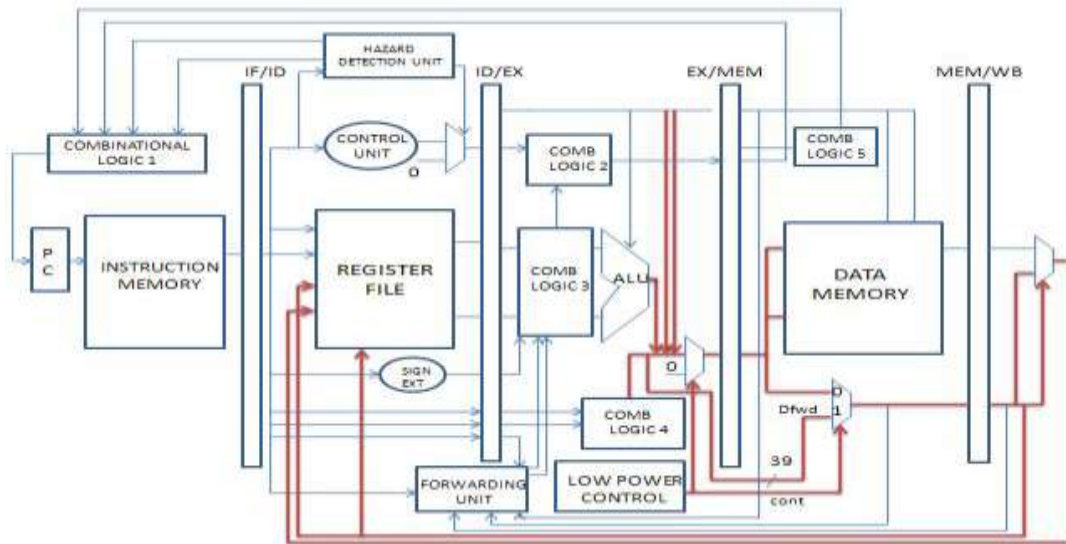 HAZARD
DETECTION UNIT
IF/ID
ID/EX
EX/MEM
MEM/WB
COMBINATIONAL
LOGIC 1
CONTROL
UNIT
0
COMB
LOGIC 2
COMB
LOGIC 5
P
C
INSTRUCTION
MEMORY
REGISTER
FILE
COMB
LOGIC 3
ALU
DATA
MEMORY
SIGN
EXT
0
COMB
LOGIC 4
0
Dfwd 1
FORWARDING
UNIT
LOW POWER
CONTROL
39
cont